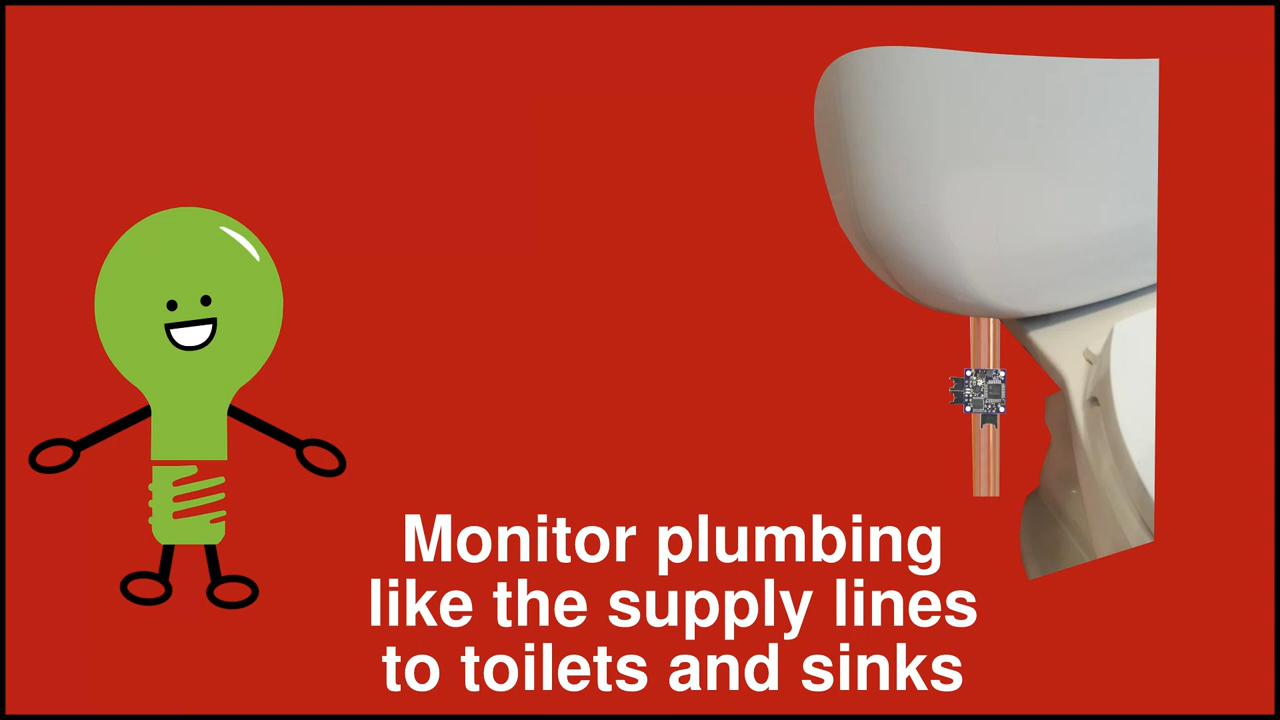 Monitor plumbing
like the supply lines
to toilets and sinks